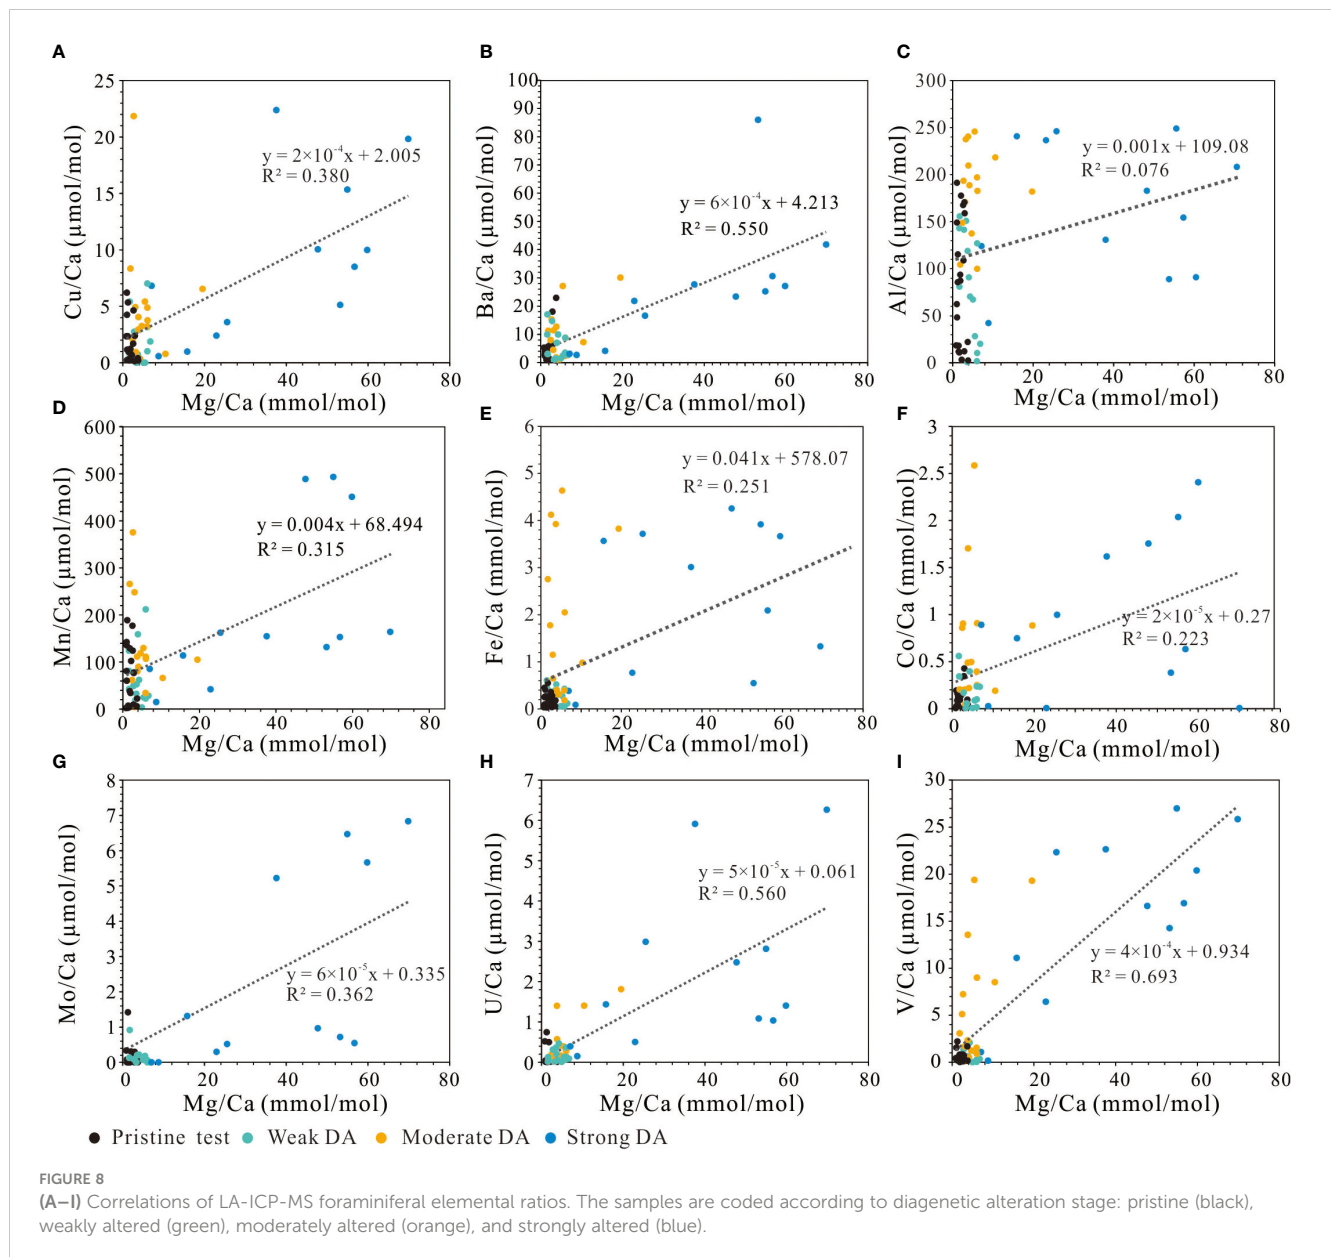 A
25
20
15
10
5
0
Cu/Ca (μmol/mol)
y = 2×10⁻⁴x + 2.005
R² = 0.380
0 20 40 60 80
Mg/Ca (mmol/mol)
B
100
90
80
70
60
50
40
30
20
10
0
Ba/Ca (μmol/mol)
y = 6×10⁻⁴x + 4.213
R² = 0.550
0 20 40 60 80
Mg/Ca (mmol/mol)
C
300
250
200
150
100
50
0
Al/Ca (μmol/mol)
y = 0.001x + 109.08
R² = 0.076
0 20 40 60 80
Mg/Ca (mmol/mol)
D
600
500
400
300
200
100
0
Mn/Ca (μmol/mol)
y = 0.004x + 68.494
R² = 0.315
0 20 40 60 80
Mg/Ca (mmol/mol)
E
6
5
4
3
2
1
0
Fe/Ca (mmol/mol)
y = 0.041x + 578.07
R² = 0.251
0 20 40 60 80
Mg/Ca (mmol/mol)
F
3
2.5
2
1.5
1
0.5
0
Co/Ca (mmol/mol)
y = 2×10⁻⁵x + 0.27
R² = 0.223
0 20 40 60 80
Mg/Ca (mmol/mol)
G
8
7
6
5
4
3
2
1
0
Mo/Ca (μmol/mol)
y = 6×10⁻⁵x + 0.335
R² = 0.362
0 20 40 60 80
Mg/Ca (mmol/mol)
H
7
6
5
4
3
2
1
0
U/Ca (μmol/mol)
y = 5×10⁻⁵x + 0.061
R² = 0.560
0 20 40 60 80
Mg/Ca (mmol/mol)
I
30
25
20
15
10
5
0
V/Ca (μmol/mol)
y = 4×10⁻⁴x + 0.934
R² = 0.693
0 20 40 60 80
Mg/Ca (mmol/mol)
Pristine test Weak DA Moderate DA Strong DA
FIGURE 8
(A–I) Correlations of LA-ICP-MS foraminiferal elemental ratios. The samples are coded according to diagenetic alteration stage: pristine (black),
weakly altered (green), moderately altered (orange), and strongly altered (blue).